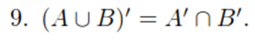 9. (A ∪ B)′ = A′ ∩ B′.